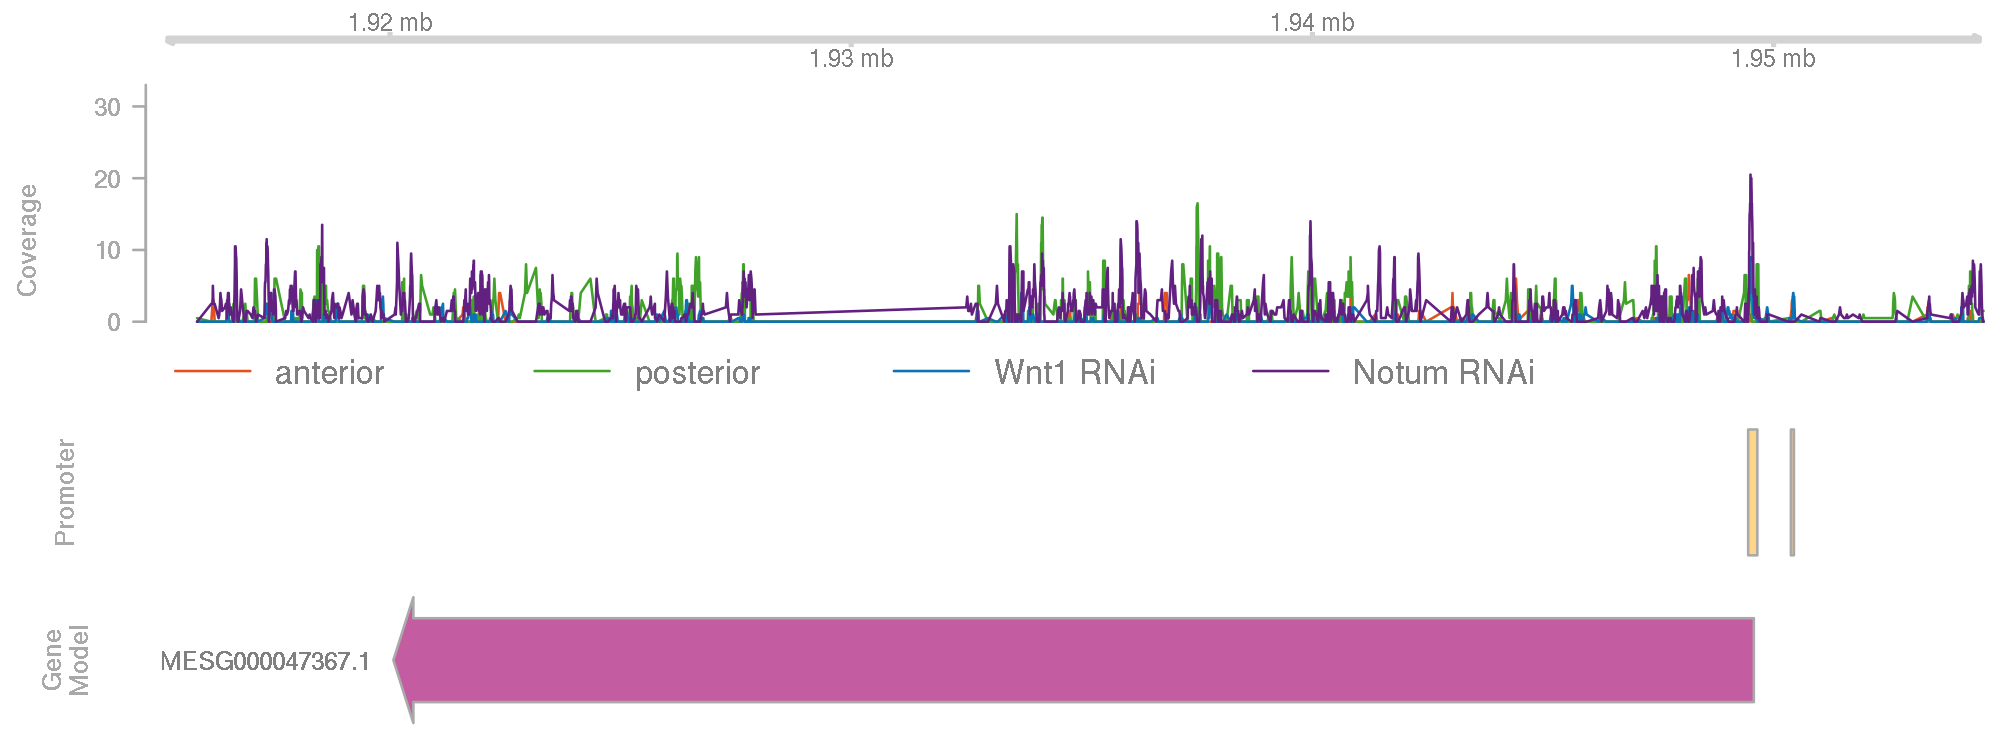 1.92 mb
1.94 mb
1.93 mb
1.95 mb
Coverage
30
20
10
0
anterior
posterior
Wnt1 RNAi
Notum RNAi
Promoter
Gene
Model
MESG000047367.1